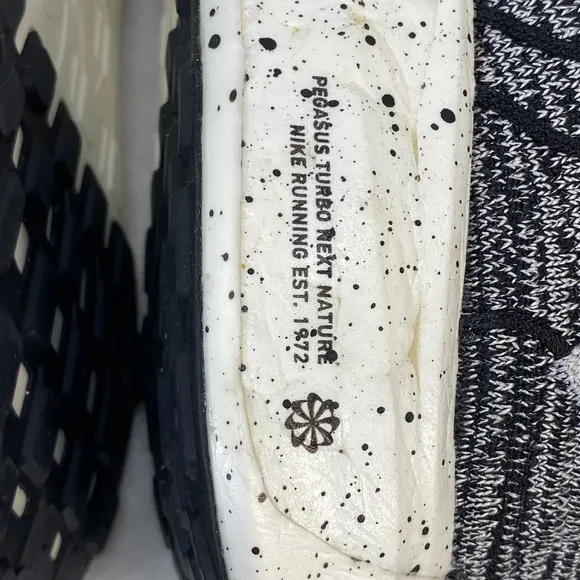 PEGASUS TURBO NEXT NATURE
NIKE RUNNING EST. 1972